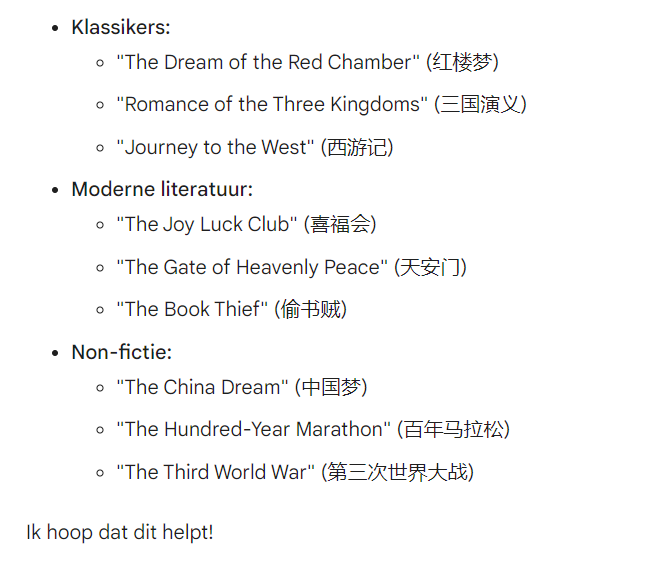 Klassikers:
"The Dream of the Red Chamber" (红楼梦)
"Romance of the Three Kingdoms" (三国演义)
"Journey to the West" (西游记)
Moderne literatuur:
"The Joy Luck Club" (喜福会)
"The Gate of Heavenly Peace" (天安门)
"The Book Thief" (偷书贼)
Non-fictie:
"The China Dream" (中国梦)
"The Hundred-Year Marathon" (百年马拉松)
"The Third World War" (第三次世界大战)
Ik hoop dat dit helpt!